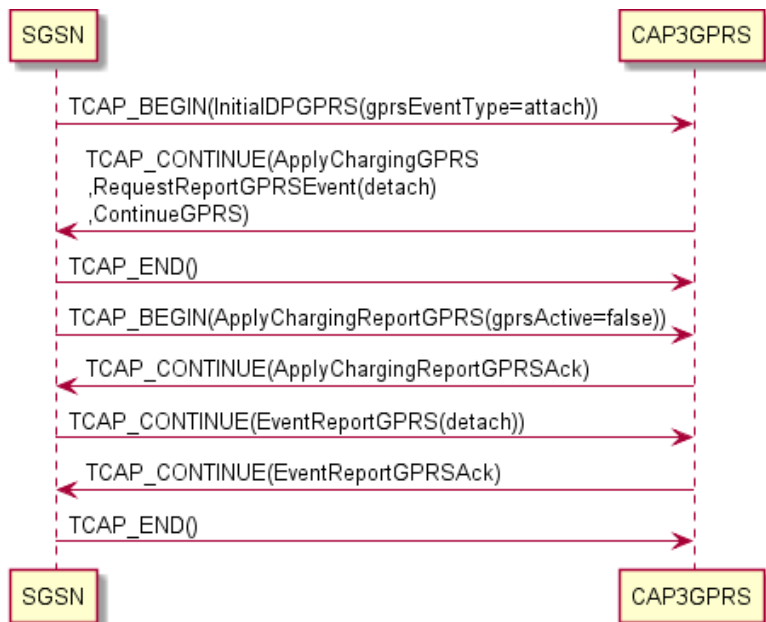 SGSN
CAP3GPRS
TCAP_BEGIN(InitialDPGPRS(gprsEventType=attach))
TCAP_CONTINUE(ApplyChargingGPRS
,RequestReportGPRSEvent(detach)
,ContinueGPRS)
TCAP_END()
TCAP_BEGIN(ApplyChargingReportGPRS(gprsActive=false))
TCAP_CONTINUE(ApplyChargingReportGPRSAck)
TCAP_CONTINUE(EventReportGPRS(detach))
TCAP_CONTINUE(EventReportGPRSAck)
TCAP_END()
SGSN
CAP3GPRS